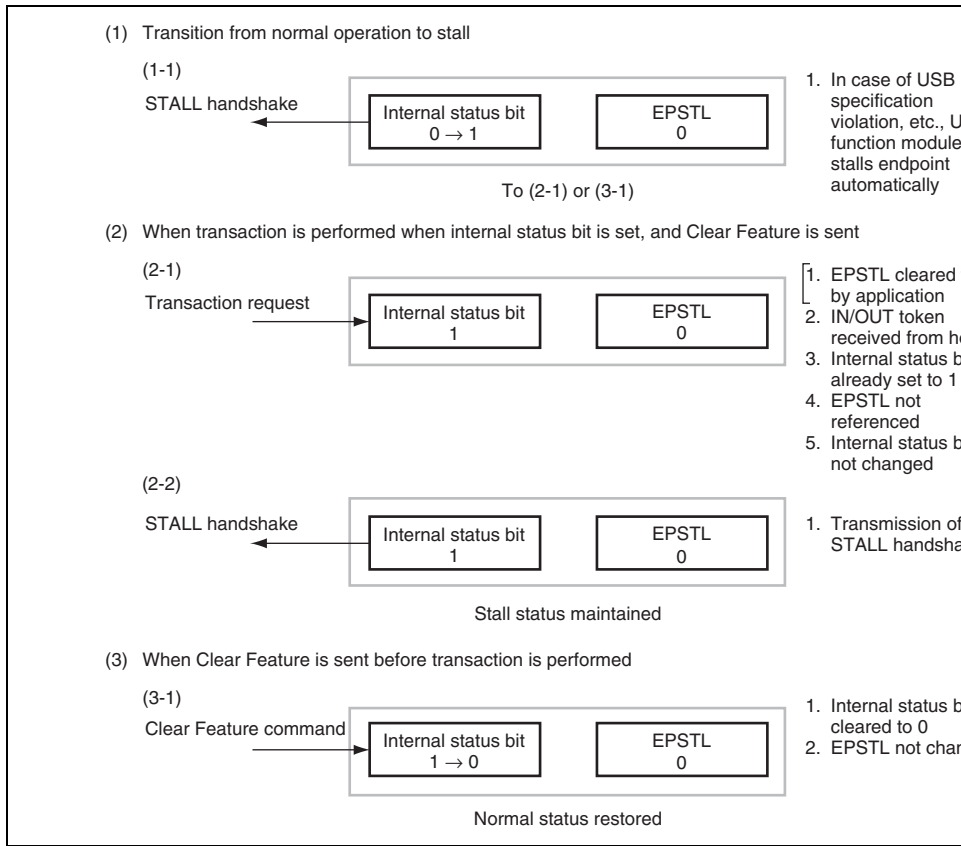 (1) Transition from normal operation to stall
(1-1)
STALL handshake
Internal status bit
0 → 1
EPSTL
0
To (2-1) or (3-1)
1. In case of USB
specification
violation, etc.,
function module
stalls endpoint
automatically
(2) When transaction is performed when internal status bit is set, and Clear Feature is sent
(2-1)
Transaction request
Internal status bit
1
EPSTL
0
1. EPSTL cleared
by application
2. IN/OUT token
received from
3. Internal status
already set to 1
4. EPSTL not
referenced
5. Internal status
not changed
(2-2)
STALL handshake
Internal status bit
1
EPSTL
0
Stall status maintained
1. Transmission of
STALL
(3) When Clear Feature is sent before transaction is performed
(3-1)
Clear Feature command
Internal status bit
1 → 0
EPSTL
0
Normal status restored
1. Internal status
cleared to 0
2. EPSTL not